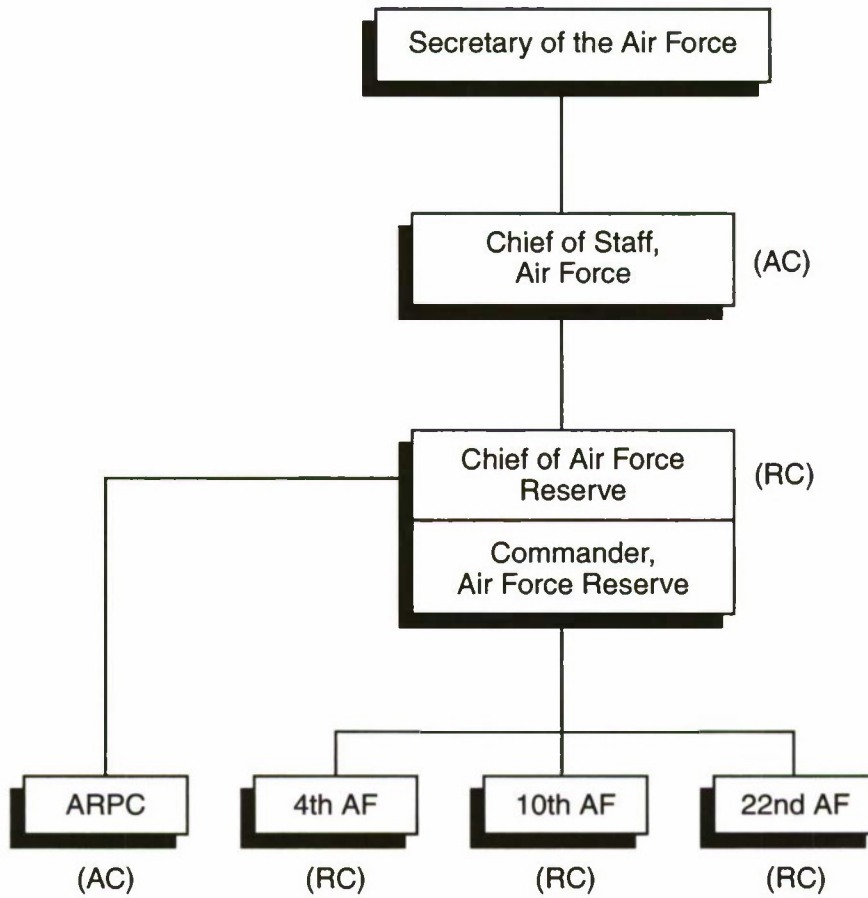 Secretary of the Air Force
Chief of Staff,
Air Force
(AC)
Chief of Air Force
Reserve
(RC)
Commander,
Air Force Reserve
ARPC
4th AF
10th AF
22nd AF
(AC)
(RC)
(RC)
(RC)